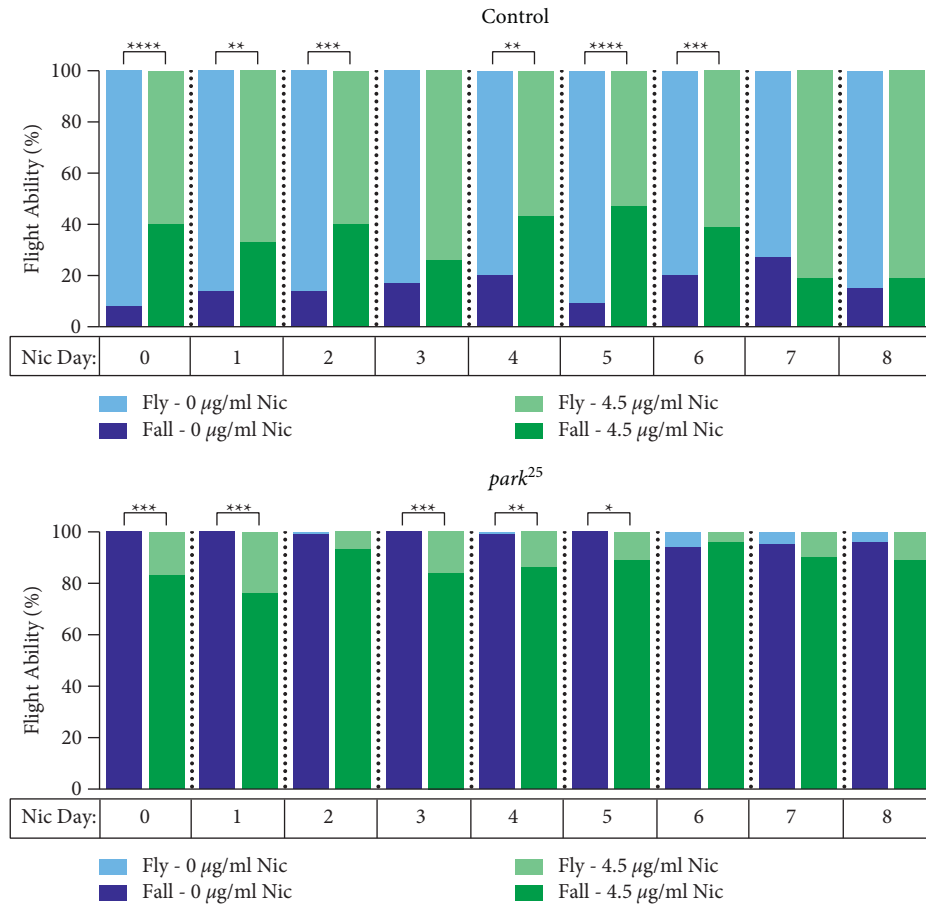 Control
**** ** *** ** **** ***
100
80
60
40
20
0
Flight Ability (%)
Nic Day: 0 1 2 3 4 5 6 7 8
Fly - 0 µg/ml Nic Fly - 4.5 µg/ml Nic
Fall - 0 µg/ml Nic Fall - 4.5 µg/ml Nic
park²⁵
*** *** *** ** *
100
80
60
40
20
0
Flight Ability (%)
Nic Day: 0 1 2 3 4 5 6 7 8
Fly - 0 µg/ml Nic Fly - 4.5 µg/ml Nic
Fall - 0 µg/ml Nic Fall - 4.5 µg/ml Nic